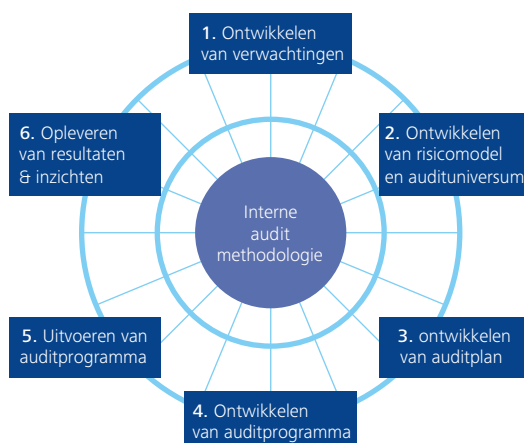 1. Ontwikkelen
van verwachtingen
2. Ontwikkelen
van risicomodel
en audituniversum
3. ontwikkelen
van auditplan
4. Ontwikkelen
van auditprogramma
5. Uitvoeren van
auditprogramma
6. Opleveren
van resultaten
& inzichten
Interne
audit
methodologie